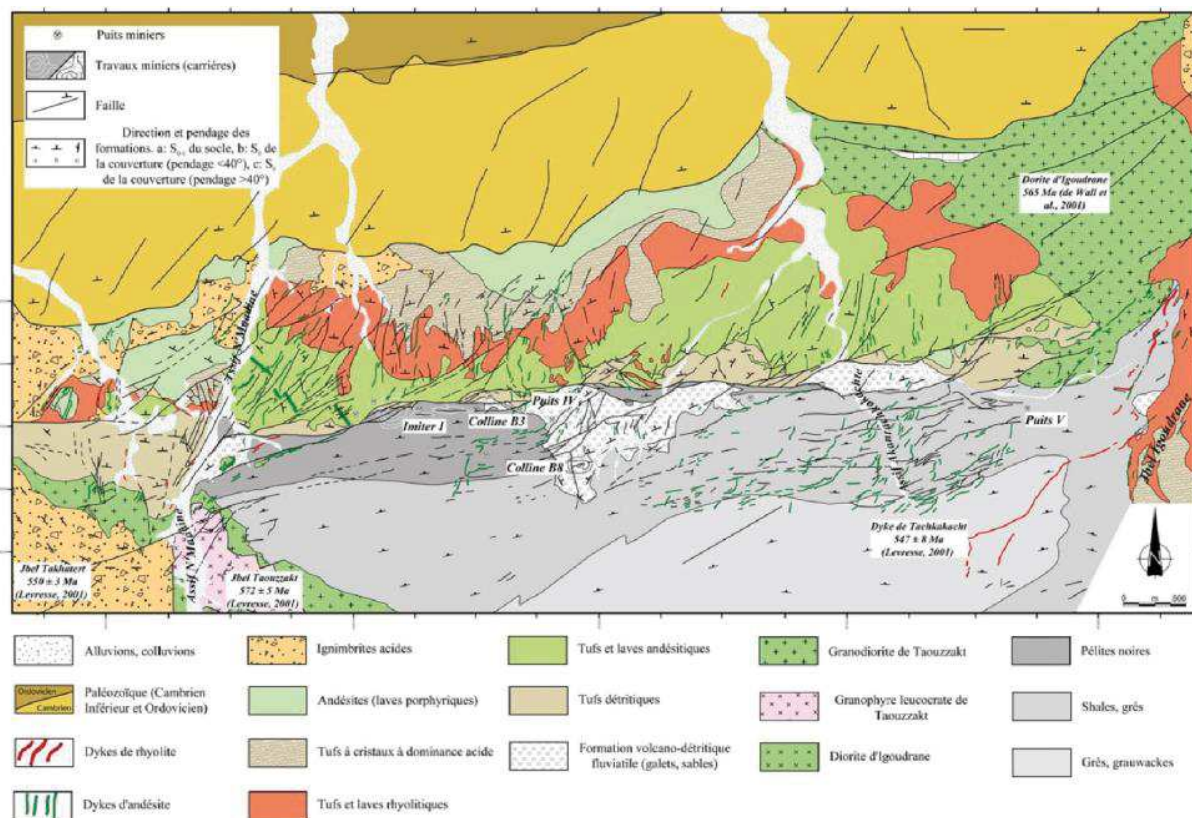 Puits miniers
Travaux miniers (carrières)
Faille
Direction et pendage des
formations. a: S₀₋₁ du socle, b: S₀ de
la couverture (pendage <40°), c: S₀
de la couverture (pendage >40°)
a b c
Diorite d'Igoudrane
565 Ma (de Wall et
al., 2001)
Assif N'Magdine
Puits IV
Imiter I
Colline B3
Colline B8
Puits V
Jbel Igoudrane
Dyke de Tachkakacht
547 ± 8 Ma
(Levresse, 2001)
Assif N'Magdine
Jbel Takhatert
550 ± 3 Ma
(Levresse, 2001)
Jbel Taouzzakt
572 ± 5 Ma
(Levresse, 2001)
0 m 500
Alluvions, colluvions
Ignimbrites acides
Tufs et laves andésitiques
Granodiorite de Taouzzakt
Pélites noires
Ordovicien
Cambrien
Paléozoïque (Cambrien
Inférieur et Ordovicien)
Andésites (laves porphyriques)
Tufs détritiques
Granophyre leucocrate de
Taouzzakt
Shales, grès
Dykes de rhyolite
Tufs à cristaux à dominance acide
Formation volcano-détritique
fluviatile (galets, sables)
Diorite d'Igoudrane
Grès, grauwackes
Dykes d'andésite
Tufs et laves rhyolitiques